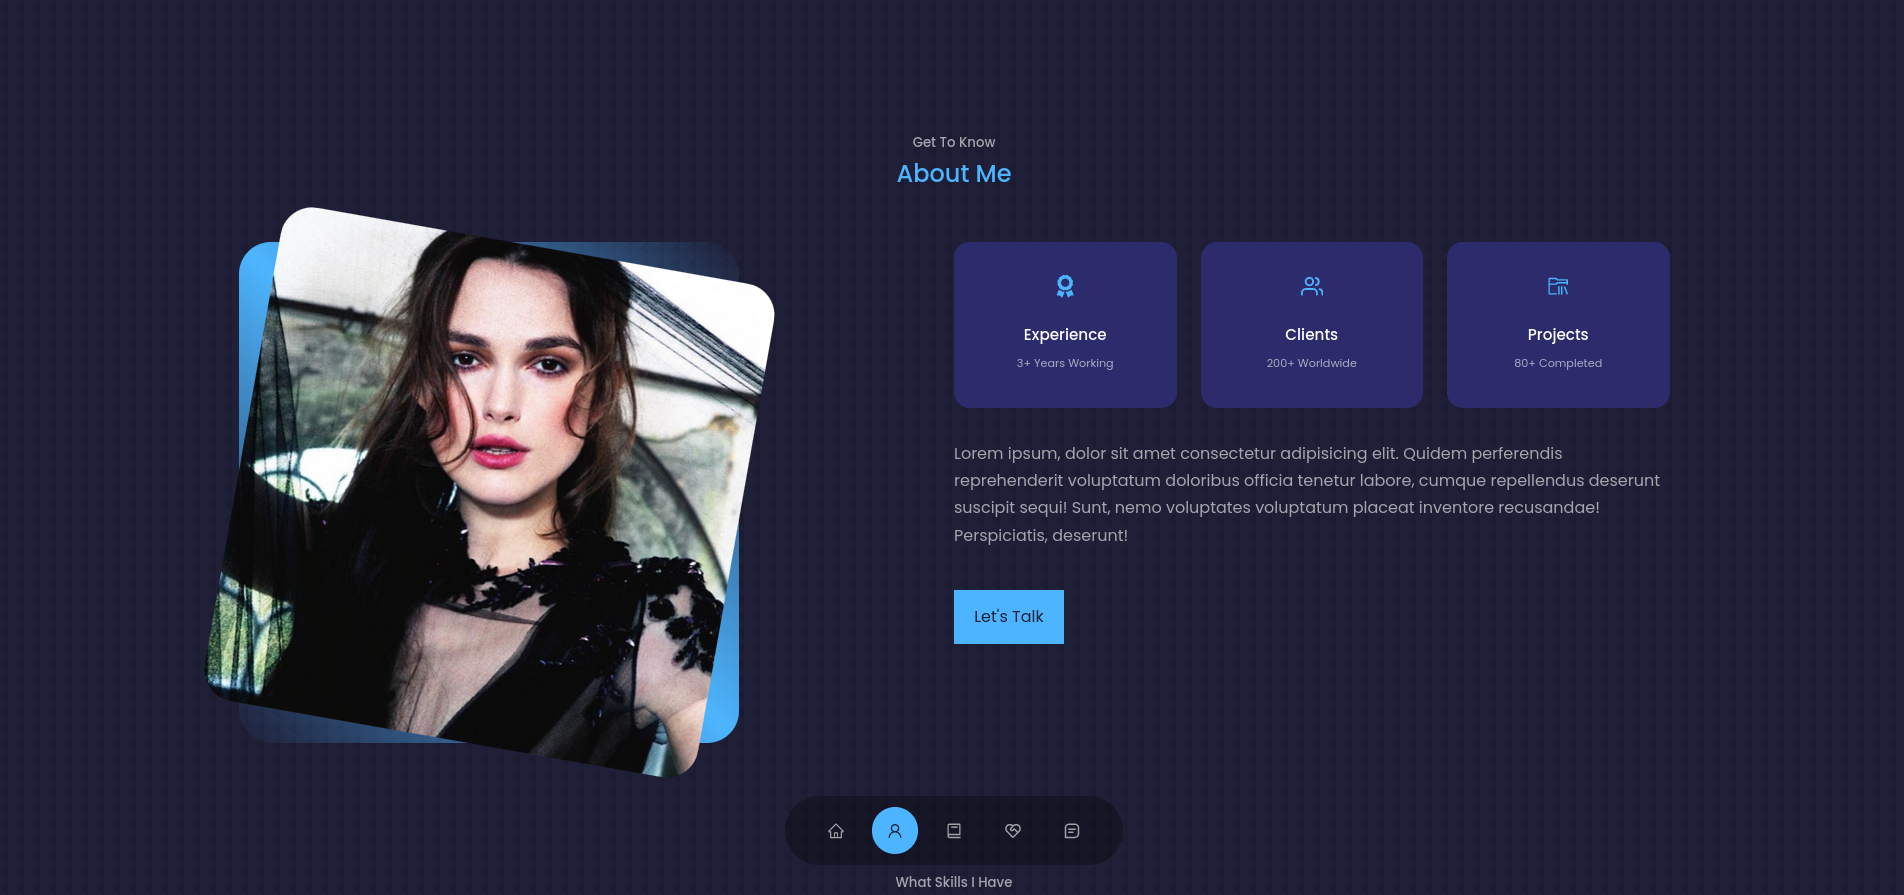 Get To Know
About Me
Experience
3+ Years Working
Clients
200+ Worldwide
Projects
80+ Completed
Lorem ipsum, dolor sit amet consectetur adipisicing elit. Quidem perferendis
reprehenderit voluptatum doloribus officia tenetur labore, cumque repellendus deserunt
suscipit sequi! Sunt, nemo voluptates voluptatum placeat inventore recusandae!
Perspiciatis, deserunt!
Let's Talk
What Skills I Have